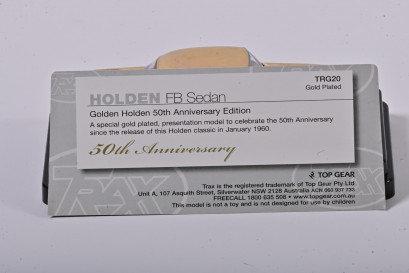 TRG20
Gold Plated
HOLDEN FB Sedan
Golden Holden 50th Anniversary Edition
A special gold plated, presentation model to celebrate the 50th Anniversary
since the release of this Holden classic in January 1960.
50th Anniversary
TRAX
TOP GEAR
Trax is the registered trademark of Top Gear Pty Ltd
Unit A, 107 Asquith Street, Silverwater NSW 2128 Australia ACN 063 907 733
FREECALL 1800 635 508 • www.topgear.com.au
This model is not a toy and is not designed for use by children